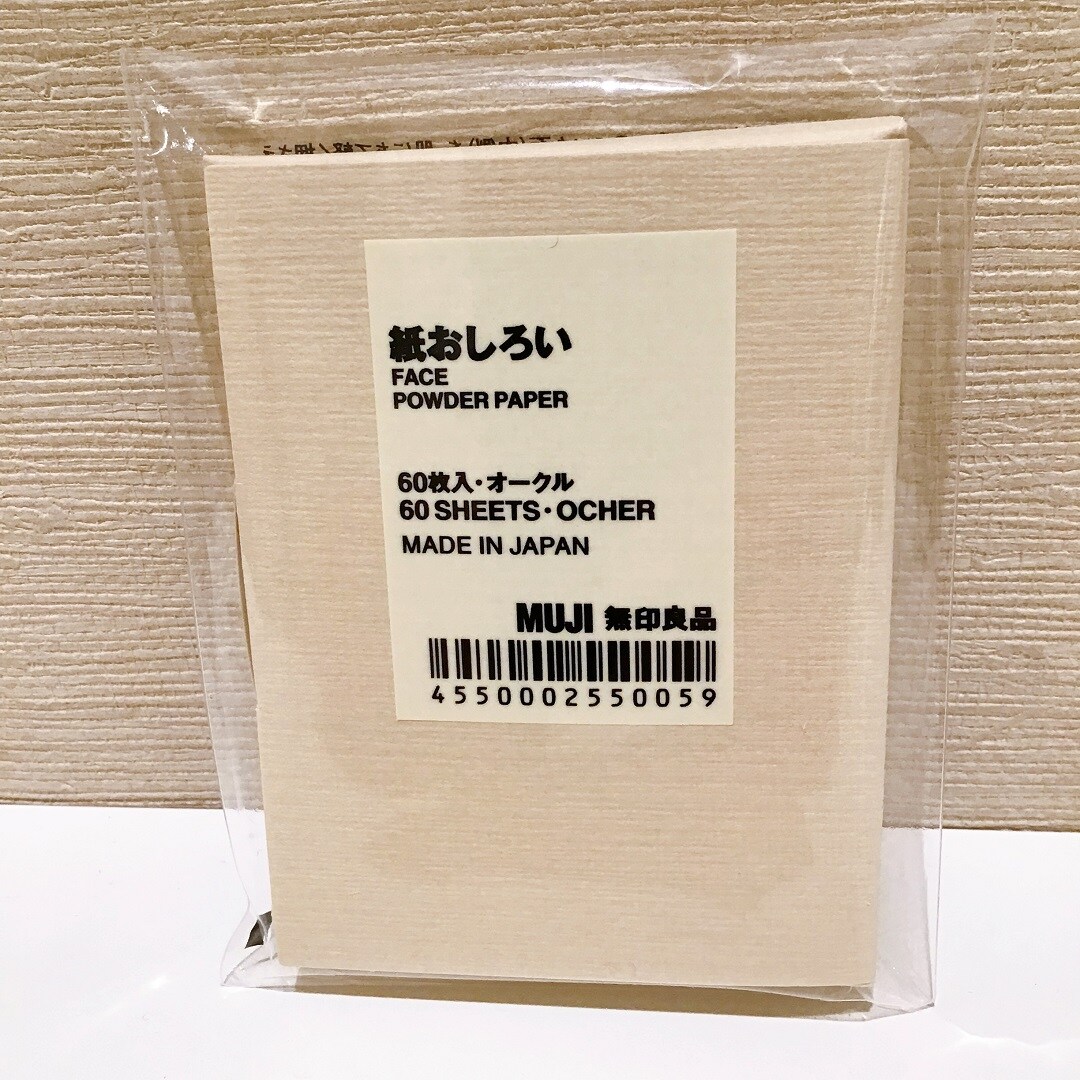 紙おしろい
FACE
POWDER PAPER
60枚入・オークル
60 SHEETS・OCHER
MADE IN JAPAN
MUJI 無印良品
4550002550059